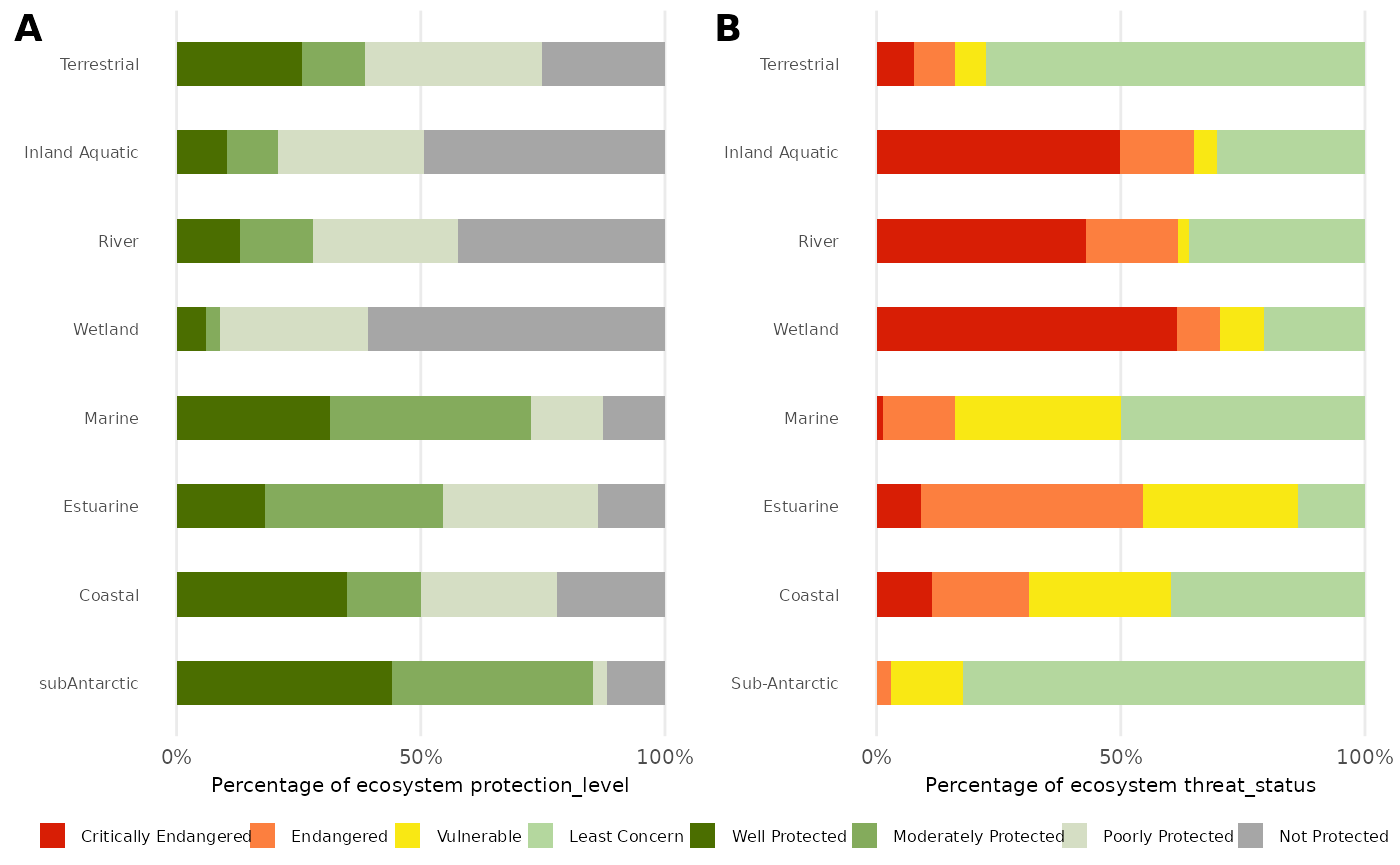 A
Terrestrial
Inland Aquatic
River
Wetland
Marine
Estuarine
Coastal
subAntarctic
0% 50% 100%
Percentage of ecosystem protection_level
B
Terrestrial
Inland Aquatic
River
Wetland
Marine
Estuarine
Coastal
Sub-Antarctic
0% 50% 100%
Percentage of ecosystem threat_status
Critically Endangered Endangered Vulnerable Least Concern Well Protected Moderately Protected Poorly Protected Not Protected